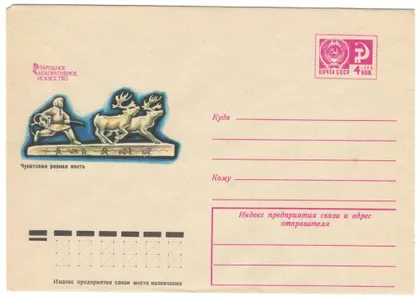 НАРОДНОЕ
ДЕКОРАТИВНОЕ
ИСКУССТВО
Чукотская резная кость
ПОЧТА СССР
4 КОП
Куда
Кому
Индекс предприятия связи и адрес
отправителя
Индекс предприятия связи места назначения